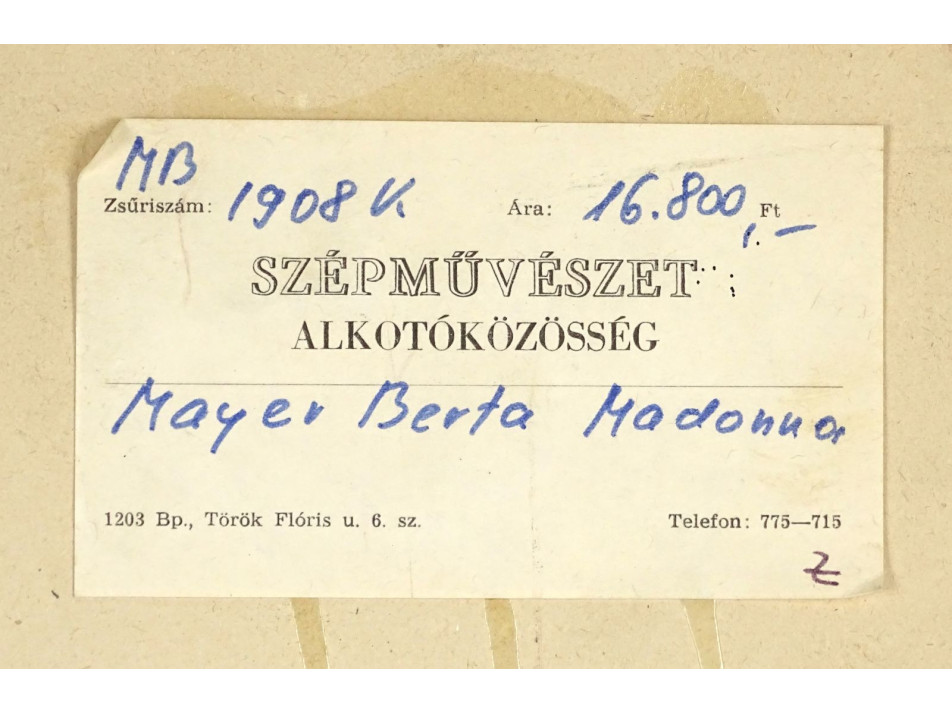 MB
Zsűriszám: 1908 K Ára: 16.800,- Ft
SZÉPMŰVÉSZET
ALKOTÓKÖZÖSSÉG
Mayer Berta Madonna
1203 Bp., Török Flóris u. 6. sz. Telefon: 775—715
Z